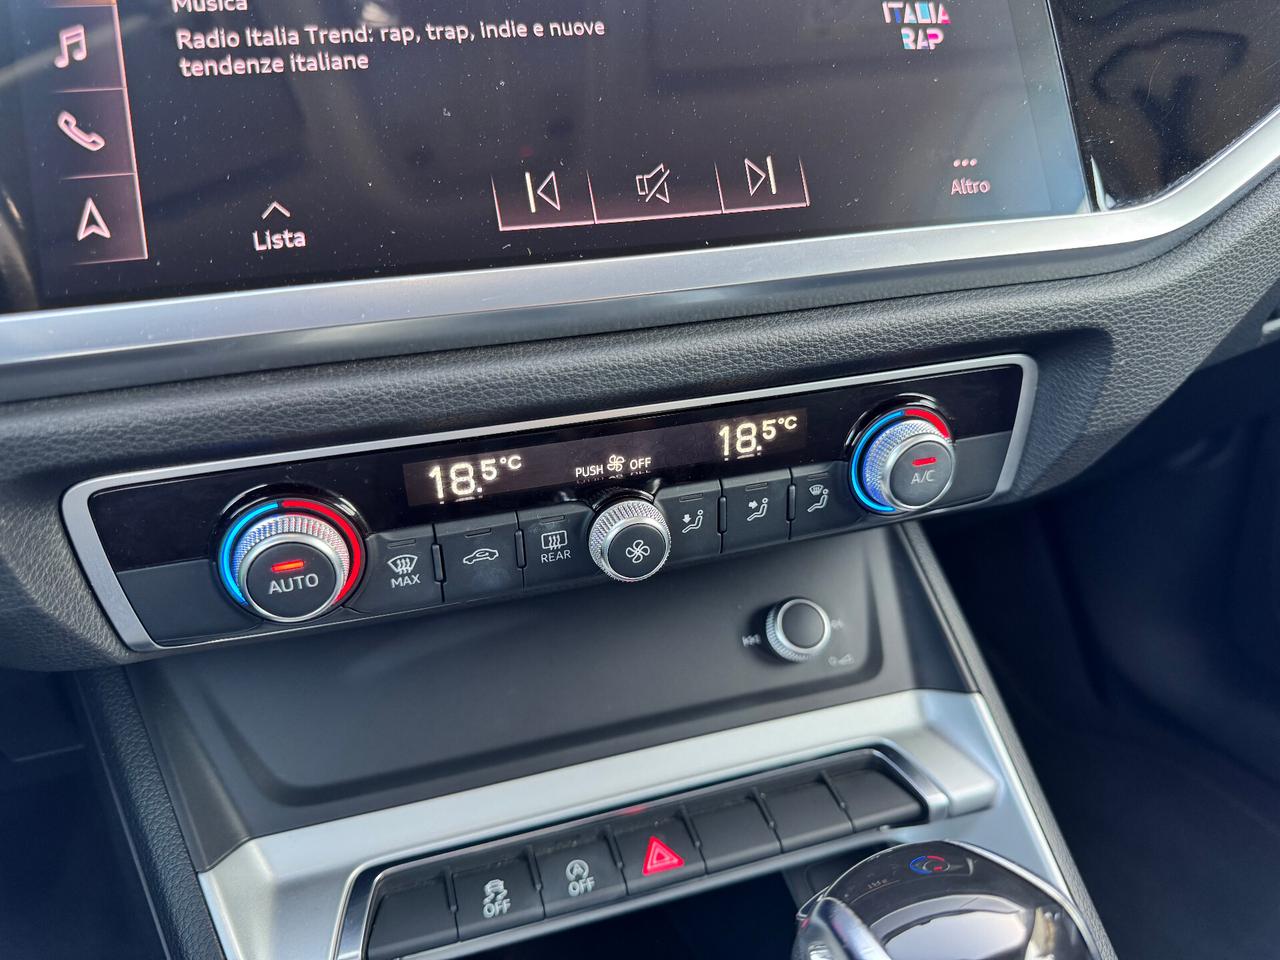 Musica
Radio Italia Trend: rap, trap, indie e nuove
tendenze italiane
ITALIA
RAP
Lista
Altro
18.5°C
PUSH OFF
18.5°C
AUTO
MAX
REAR
A/C
OFF
OFF